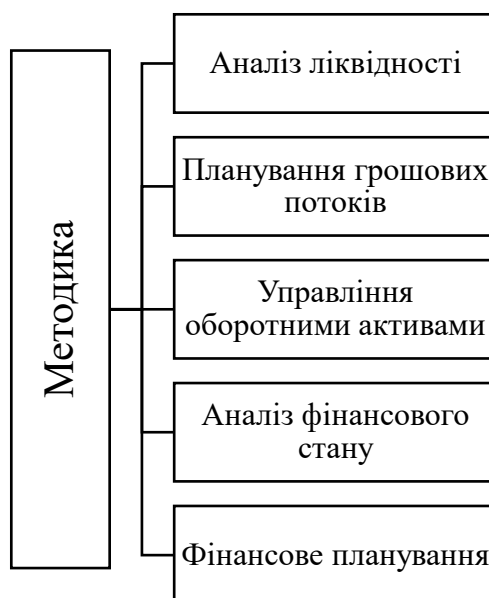 Методика
Аналіз ліквідності
Планування грошових
потоків
Управління
оборотними активами
Аналіз фінансового
стану
Фінансове планування